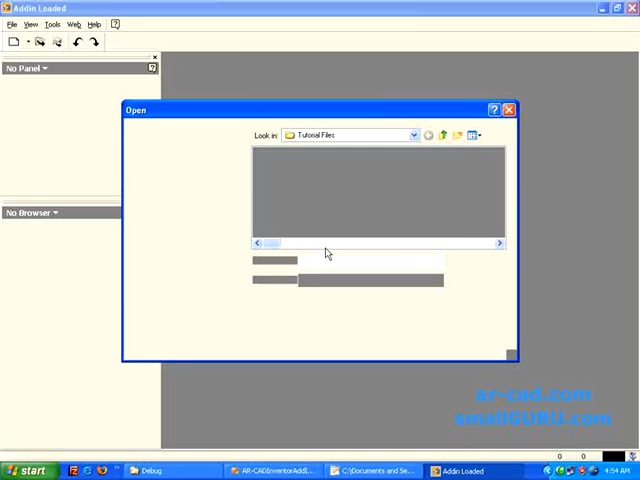 Addin Loaded
File View Tools Web Help
No Panel
Open
Look in: Tutorial Files
No Browser
ar-cad.com
smallGURU.com
0 0
start Debug AR-CADInventorAddI... C:\Documents and Se... Addin Loaded 4:54 AM